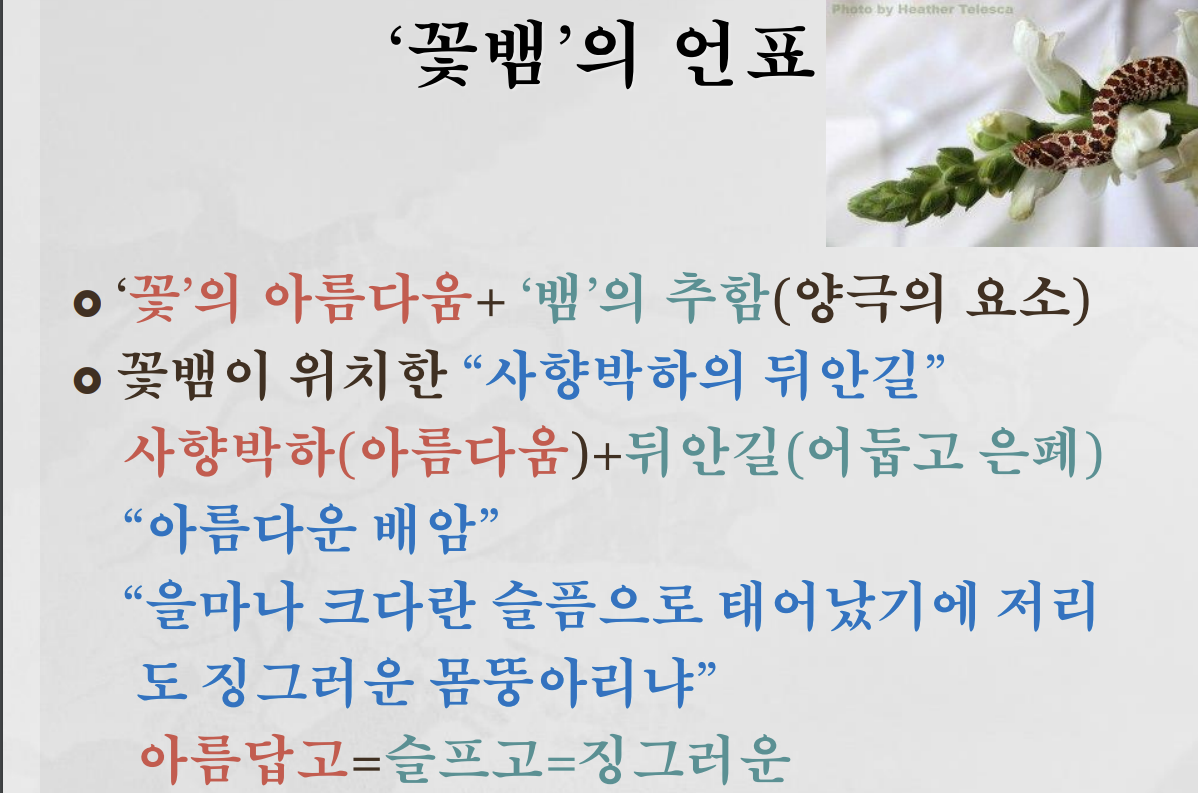 ‘꽃뱀’의 언표
Photo by Heather Telesca
‘꽃’의 아름다움+ ‘뱀’의 추함(양극의 요소)
꽃뱀이 위치한 “사향박하의 뒤안길”
사향박하(아름다움)+뒤안길(어둡고 은폐)
“아름다운 배암”
“을마나 크다란 슬픔으로 태어났기에 저리
도 징그러운 몸뚱아리냐”
아름답고=슬프고=징그러운